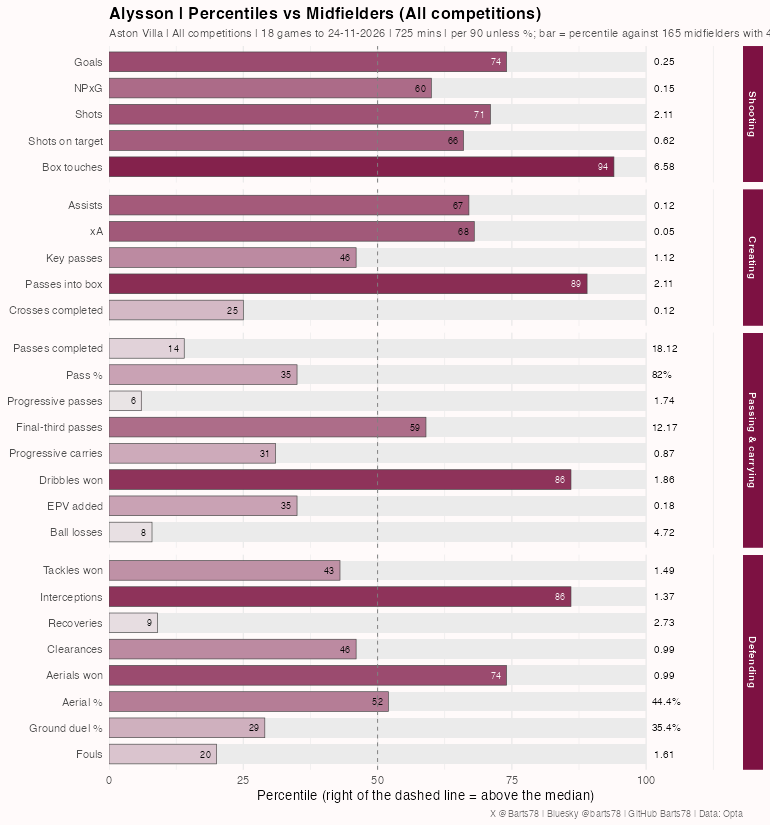 Alysson | Percentiles vs Midfielders (All competitions)
Aston Villa | All competitions | 18 games to 24-11-2026 | 725 mins | per 90 unless %; bar = percentile against 165 midfielders with 4
Goals 74 0.25
NPxG 60 0.15
Shots 71 2.11
Shots on target 66 0.62
Box touches 94 6.58
Shooting
Assists 67 0.12
xA 68 0.05
Key passes 46 1.12
Passes into box 89 2.11
Crosses completed 25 0.12
Creating
Passes completed 14 18.12
Pass % 35 82%
Progressive passes 6 1.74
Final-third passes 59 12.17
Progressive carries 31 0.87
Dribbles won 86 1.86
EPV added 35 0.18
Ball losses 8 4.72
Passing & carrying
Tackles won 43 1.49
Interceptions 86 1.37
Recoveries 9 2.73
Clearances 46 0.99
Aerials won 74 0.99
Aerial % 52 44.4%
Ground duel % 29 35.4%
Fouls 20 1.61
Defending
0 25 50 75 100
Percentile (right of the dashed line = above the median)
X @Barts78 | Bluesky @barts78 | GitHub Barts78 | Data: Opta